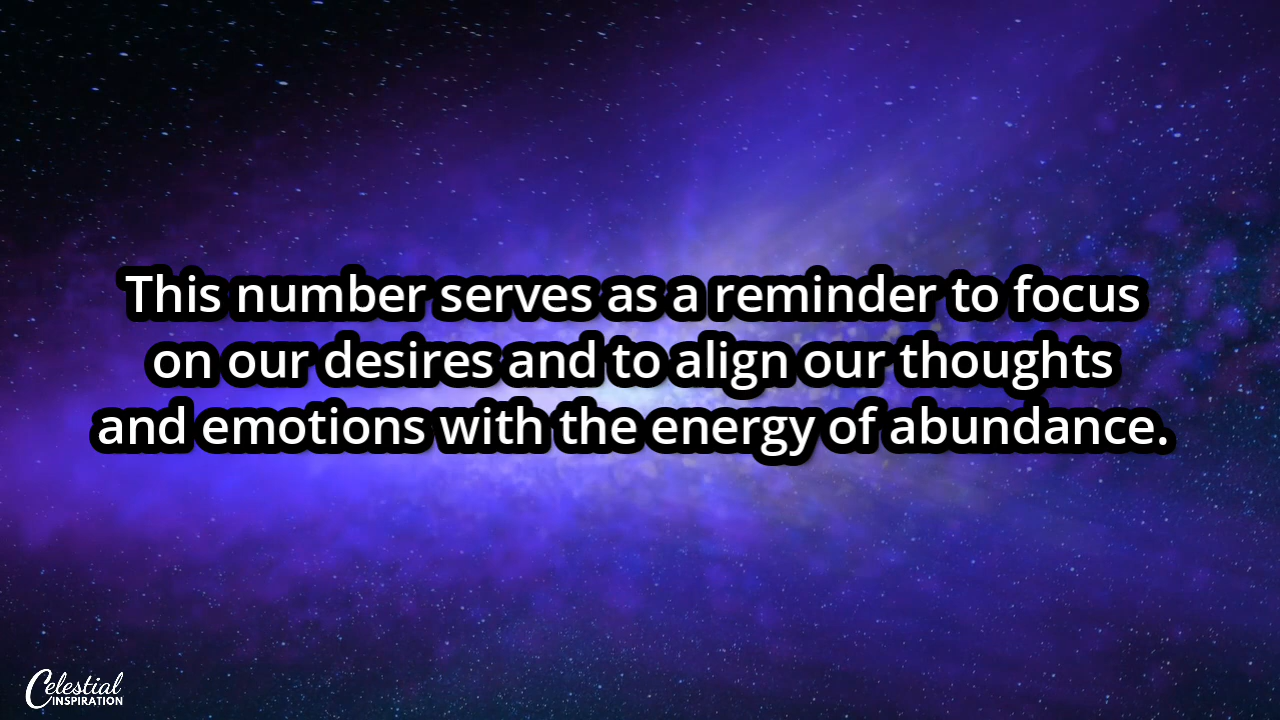 This number serves as a reminder to focus
on our desires and to align our thoughts
and emotions with the energy of abundance.
Celestial
INSPIRATION